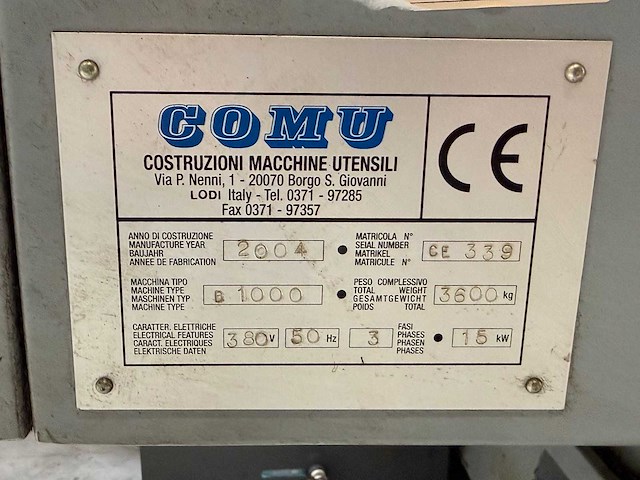 COMU
COSTRUZIONI MACCHINE UTENSILI
Via P. Nenni, 1 - 20070 Borgo S. Giovanni
LODI Italy - Tel. 0371 - 97285
Fax 0371 - 97357
CE
ANNO DI COSTRUZIONE
MANUFACTURE YEAR
BAUJAHR
ANNEE DE FABRICATION
2004
MATRICOLA N°
SEIAL NUMBER
MATRIKEL
MATRICULE N°
CE 339
MACCHINA TIPO
MACHINE TYPE
MASCHINEN TYP
MACHINE TYPE
B 1000
PESO COMPLESSIVO
TOTAL WEIGHT
GESAMTGEWICHT
POIDS TOTAL
3600 kg
CARATTER. ELETTRICHE
ELECTRICAL FEATURES
CARACT. ELECTRIQUES
ELEKTRISCHE DATEN
380 V 50 Hz 3
FASI
PHASES
PHASEN
PHASES
15 kW